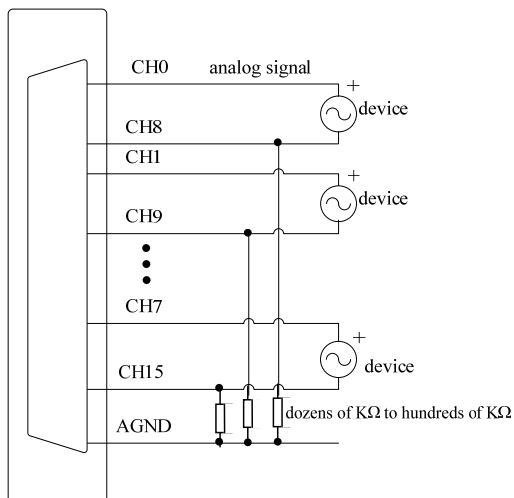 CH0 analog signal
+
device
CH8
CH1
+
device
CH9
CH7
+
device
CH15
dozens of KΩ to hundreds of KΩ
AGND